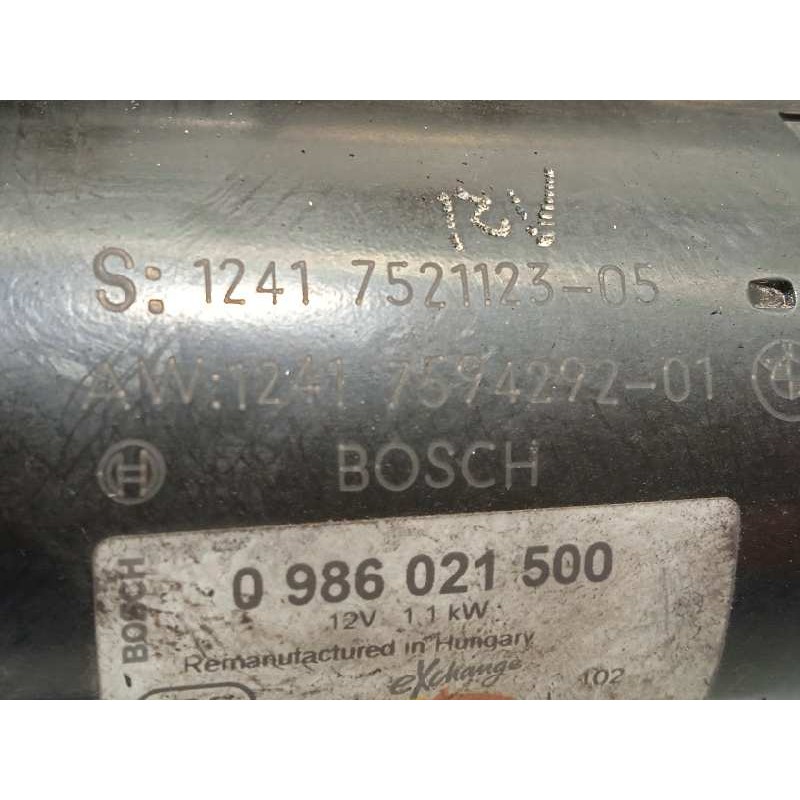 12V
S: 1241 7521123-05
AW:1241 7594292-01
BOSCH
BOSCH
0 986 021 500
12V 1,1 kW
Remanufactured in Hungary
eXchange
102